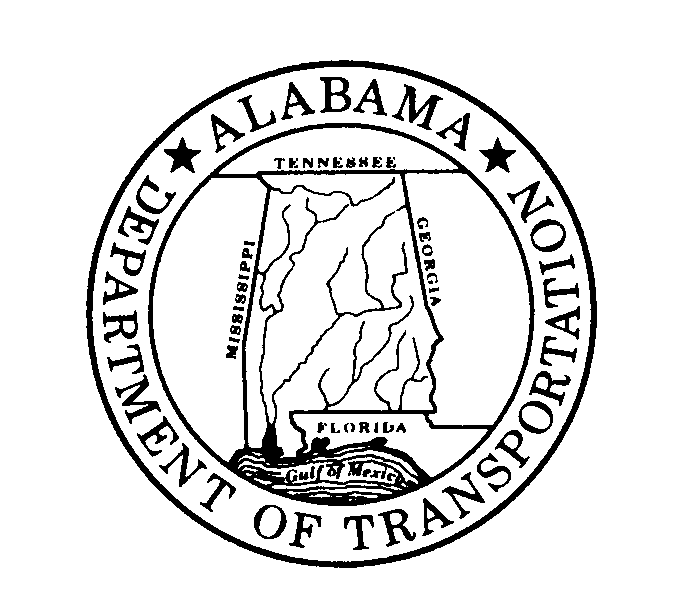 ALABAMA
DEPARTMENT OF TRANSPORTATION
TENNESSEE
MISSISSIPPI
GEORGIA
FLORIDA
Gulf of Mexico